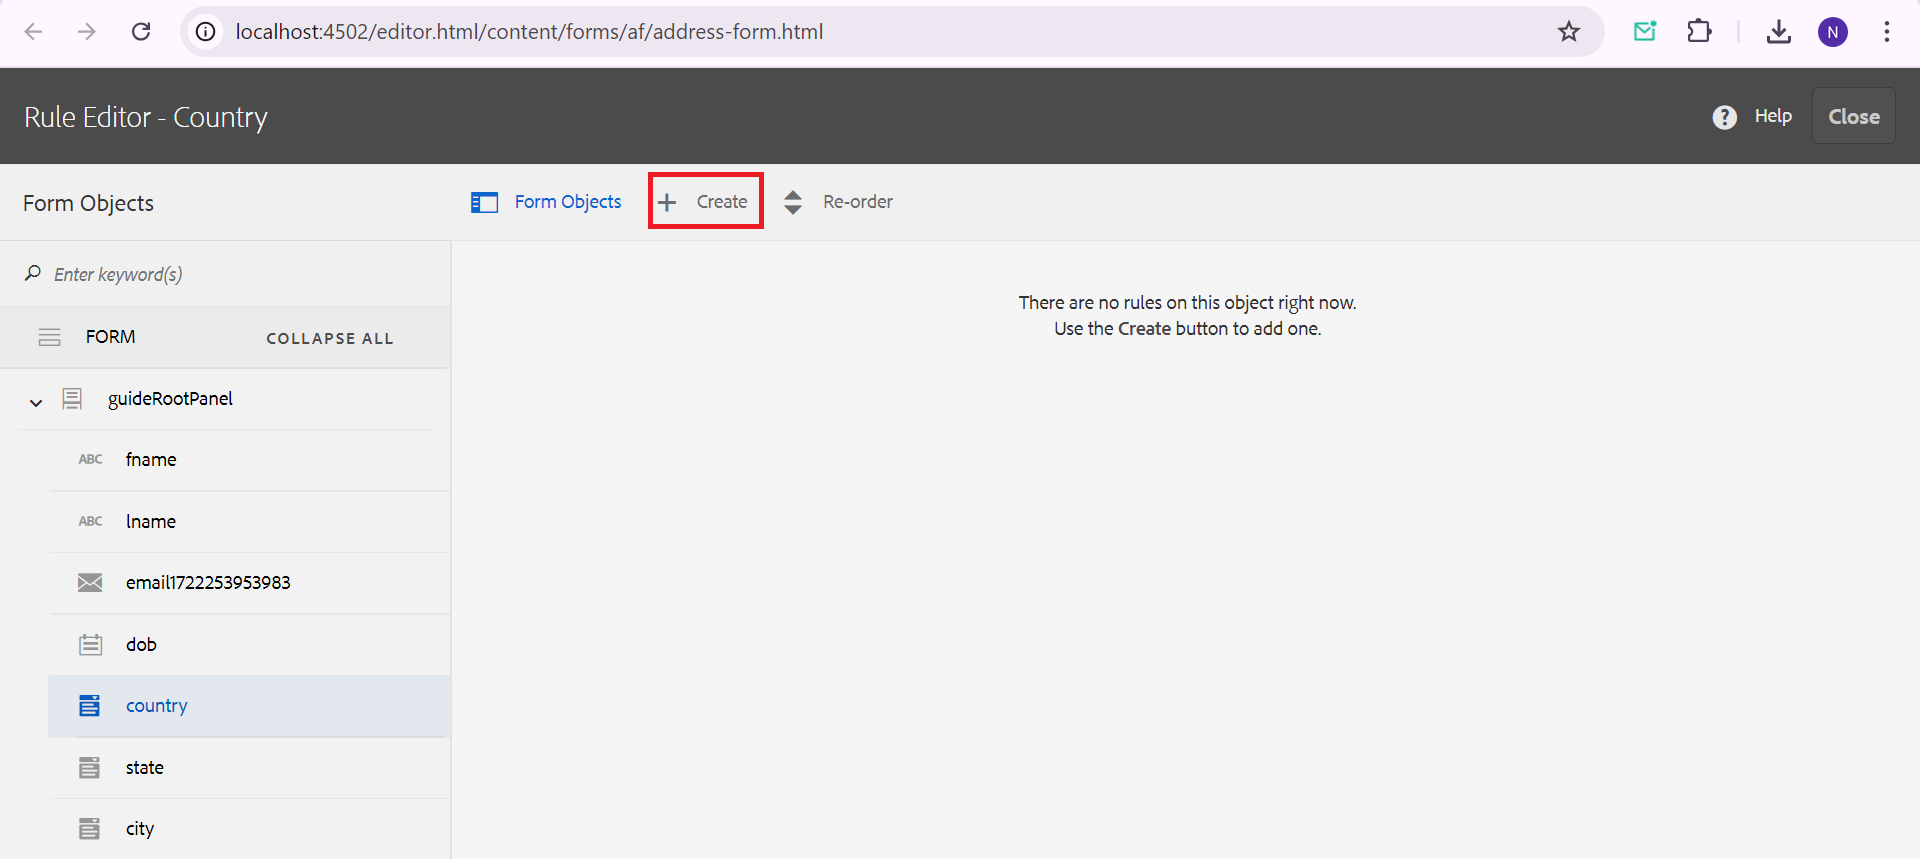 localhost:4502/editor.html/content/forms/af/address-form.html
N
Rule Editor - Country
? Help
Close
Form Objects
Form Objects
+ Create
Re-order
Enter keyword(s)
There are no rules on this object right now.
Use the Create button to add one.
FORM
COLLAPSE ALL
guideRootPanel
ABC fname
ABC lname
email1722253953983
dob
country
state
city